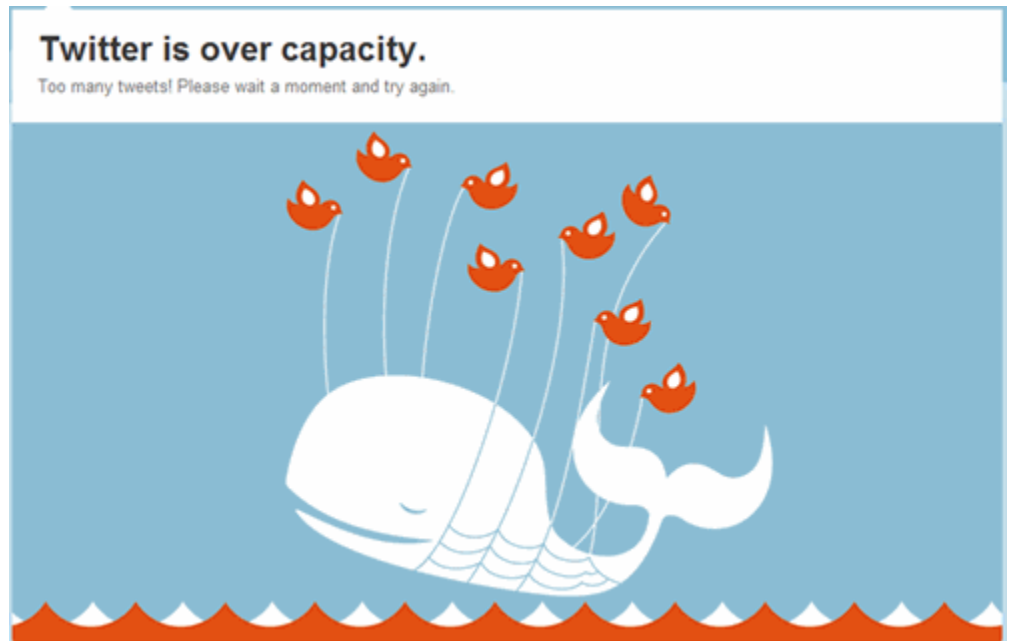 Twitter is over capacity.
Too many tweets! Please wait a moment and try again.